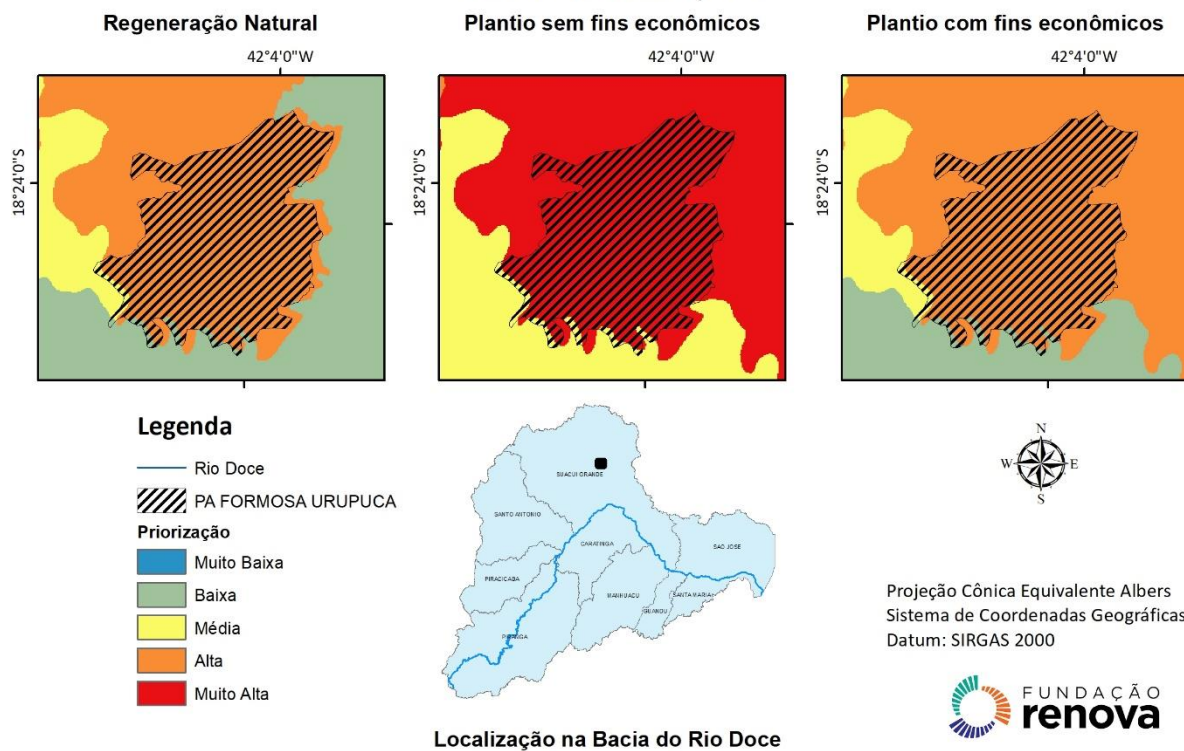 Regeneração Natural
Plantio sem fins econômicos
Plantio com fins econômicos
42°4'0"W
42°4'0"W
42°4'0"W
18°24'0"S
18°24'0"S
18°24'0"S
Legenda
Rio Doce
PA FORMOSA URUPUCA
Priorização
Muito Baixa
Baixa
Média
Alta
Muito Alta
SUACUI GRANDE
SANTO ANTONIO
CARATINGA
SAO JOSE
PIRACICABA
MANHUACU
GUANDU
SANTA MARIA
PIRANGA
Localização na Bacia do Rio Doce
N
W
E
S
Projeção Cônica Equivalente Albers
Sistema de Coordenadas Geográficas
Datum: SIRGAS 2000
FUNDAÇÃO
renova